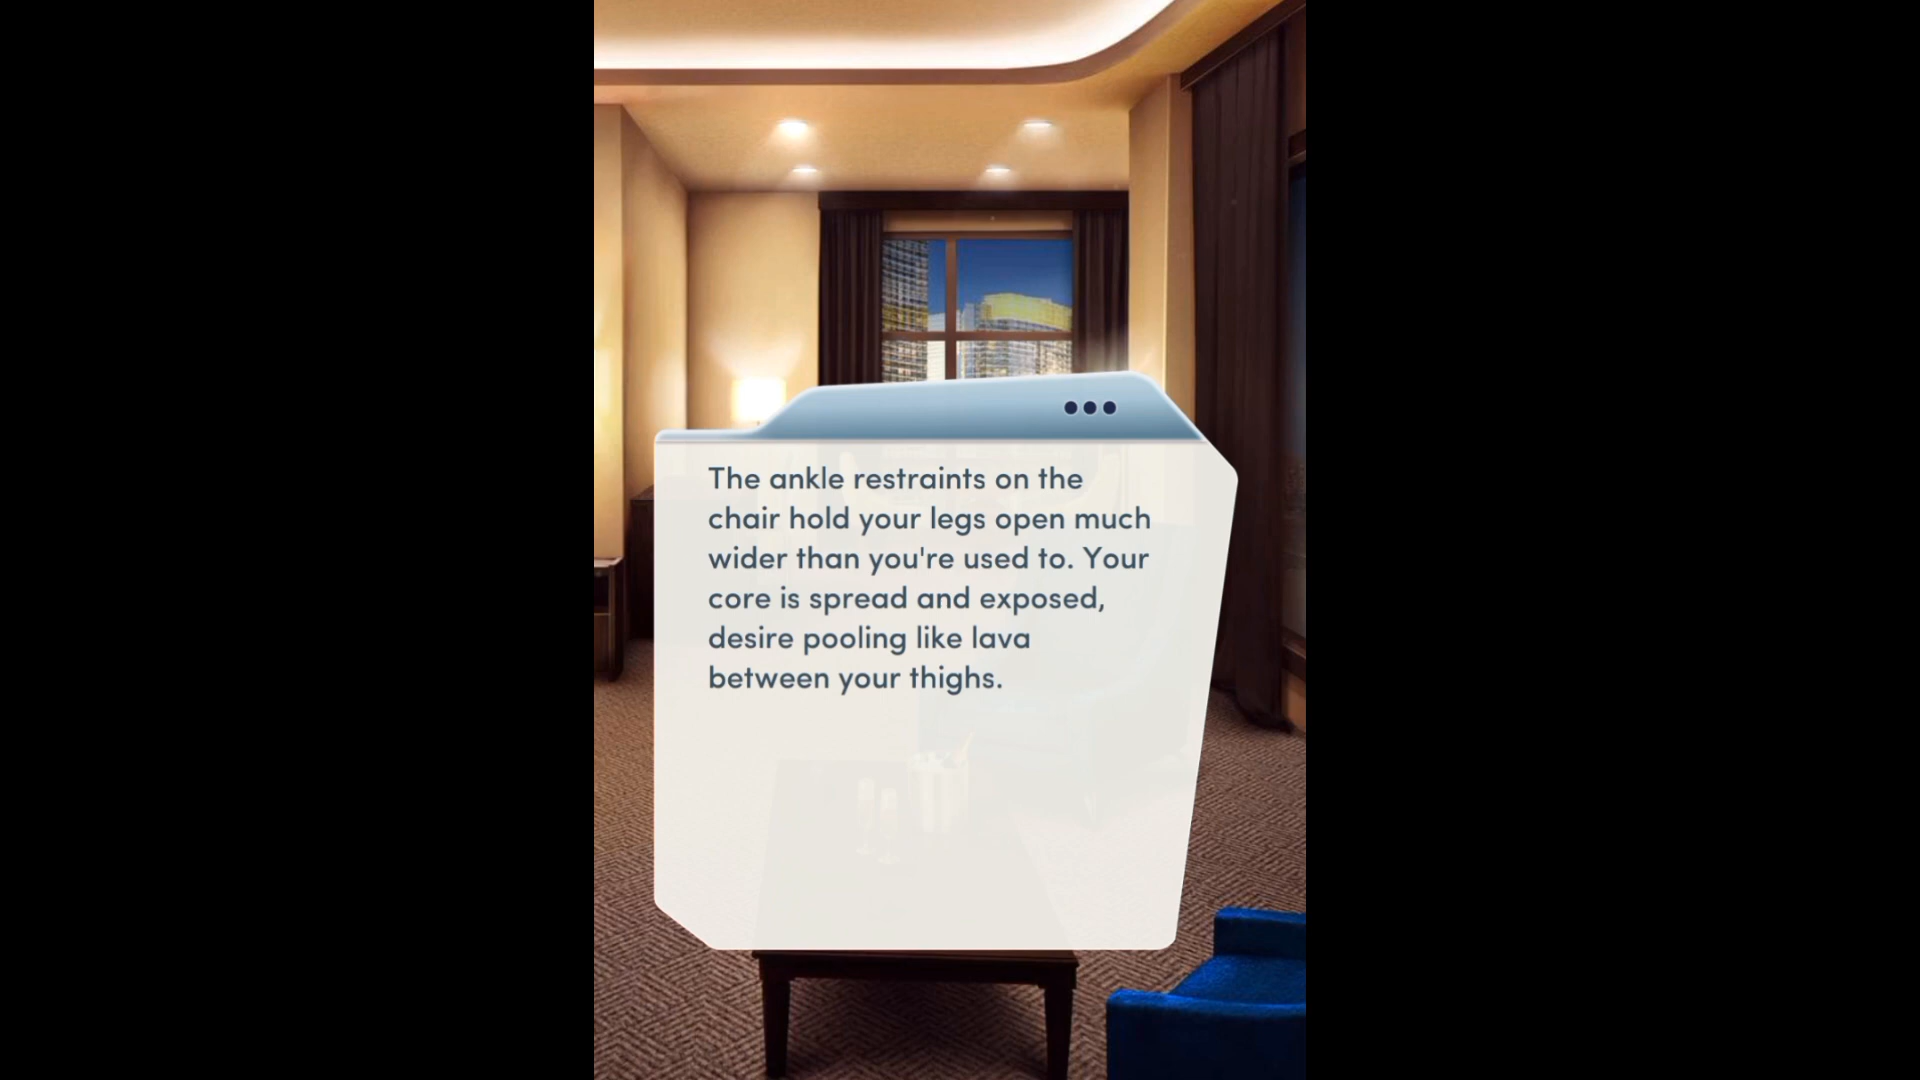 The ankle restraints on the
chair hold your legs open much
wider than you're used to. Your
core is spread and exposed,
desire pooling like lava
between your thighs.